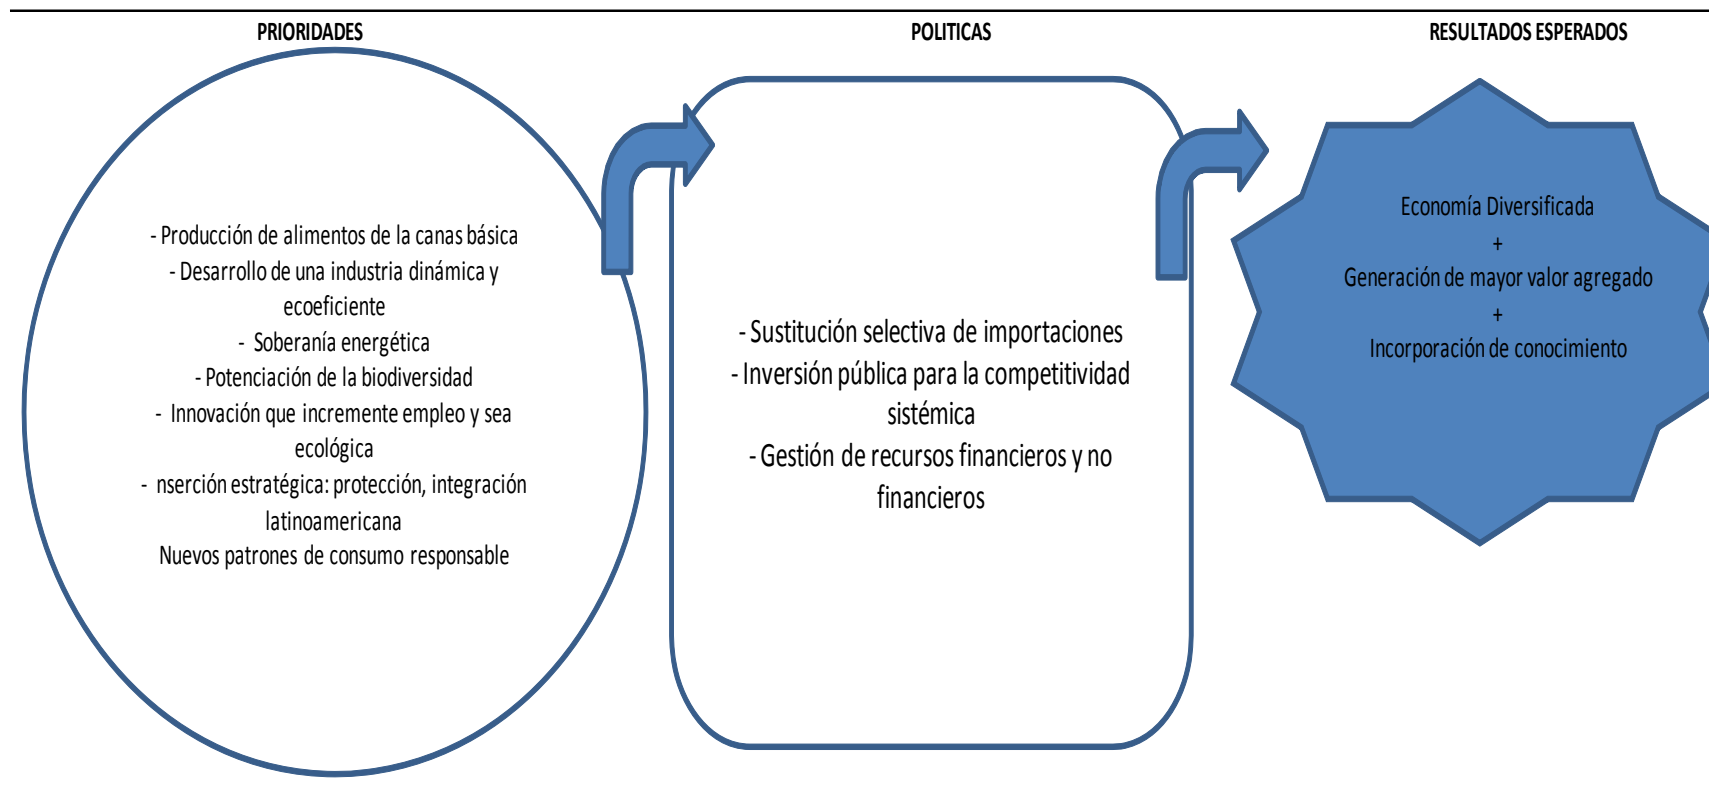 PRIORIDADES
- Producción de alimentos de la canas básica
- Desarrollo de una industria dinámica y
ecoeficiente
- Soberanía energética
- Potenciación de la biodiversidad
- Innovación que incremente empleo y sea
ecológica
- nserción estratégica: protección, integración
latinoamericana
Nuevos patrones de consumo responsable
POLITICAS
- Sustitución selectiva de importaciones
- Inversión pública para la competitividad
sistémica
- Gestión de recursos financieros y no
financieros
RESULTADOS ESPERADOS
Economía Diversificada
+
Generación de mayor valor agregado
+
Incorporación de conocimiento